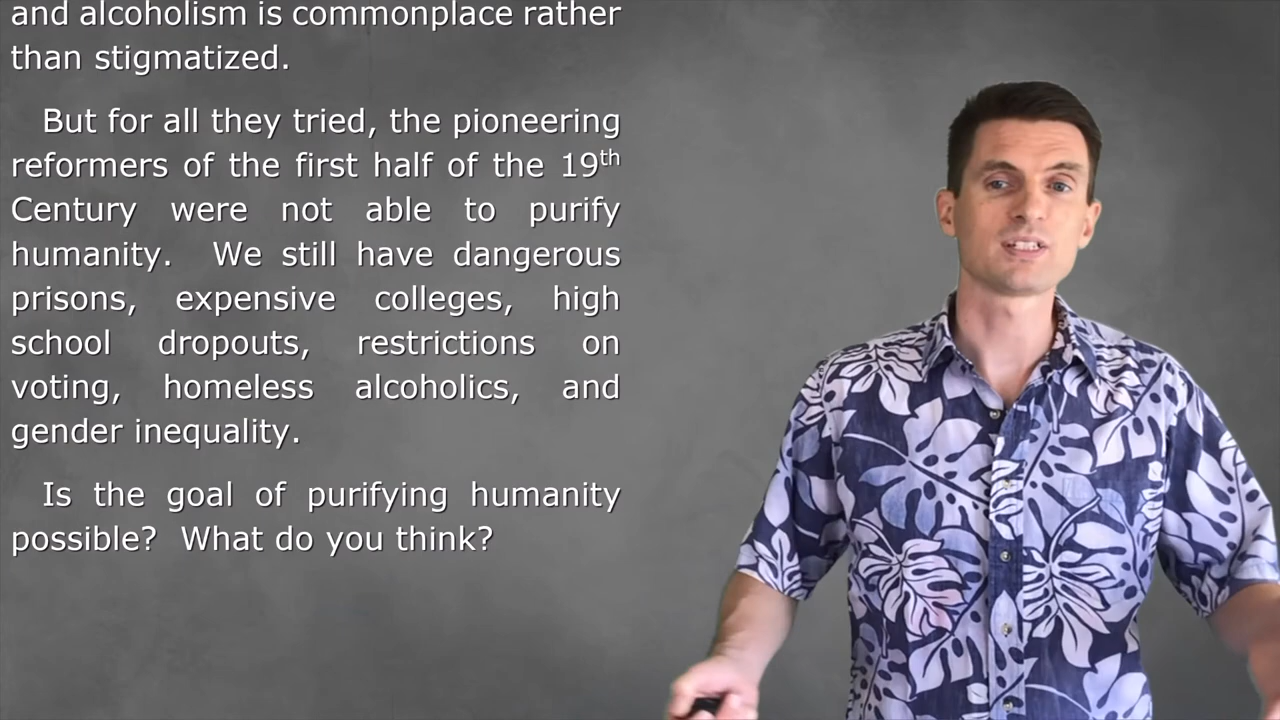 and alcoholism is commonplace rather
than stigmatized.
But for all they tried, the pioneering
reformers of the first half of the 19th
Century were not able to purify
humanity. We still have dangerous
prisons, expensive colleges, high
school dropouts, restrictions on
voting, homeless alcoholics, and
gender inequality.
Is the goal of purifying humanity
possible? What do you think?